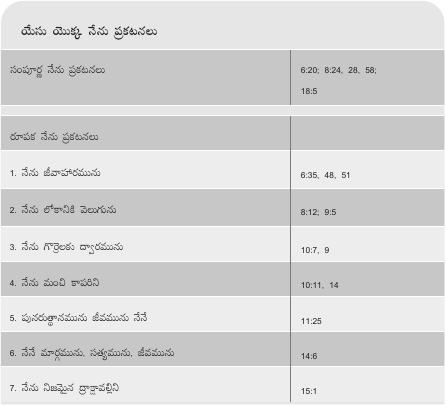 యేసు యొక్క నేను ప్రకటనలు
సంపూర్ణ నేను ప్రకటనలు 6:20; 8:24, 28, 58;
18:5
రూపక నేను ప్రకటనలు
1. నేను జీవాహారమును 6:35, 48, 51
2. నేను లోకానికి వెలుగును 8:12; 9:5
3. నేను గొర్రెలకు ద్వారమును 10:7, 9
4. నేను మంచి కాపరిని 10:11, 14
5. పునరుత్థానమును జీవమును నేనే 11:25
6. నేనే మార్గమును, సత్యమును, జీవమును 14:6
7. నేను నిజమైన ద్రాక్షావల్లిని 15:1